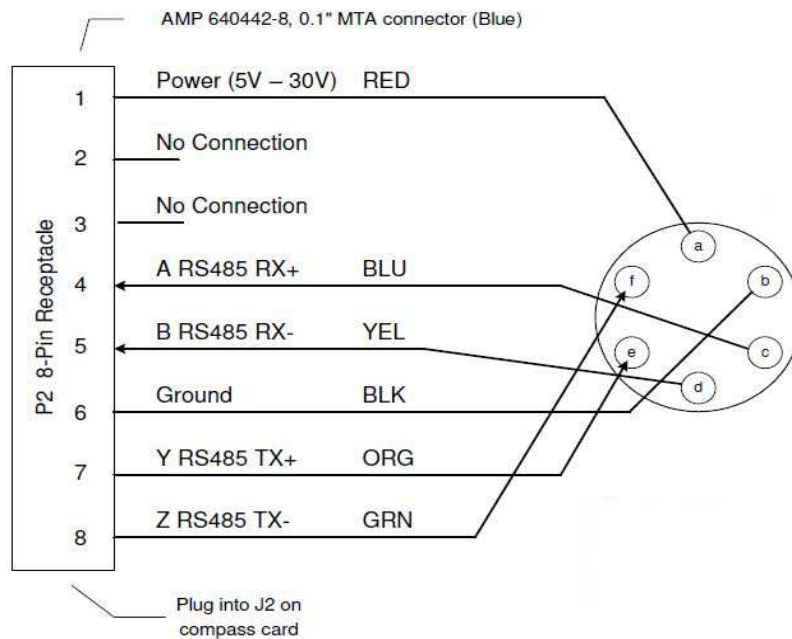 AMP 640442-8, 0.1" MTA connector (Blue)
P2 8-Pin Receptacle
1 Power (5V – 30V) RED
2 No Connection
3 No Connection
4 A RS485 RX+ BLU
5 B RS485 RX- YEL
6 Ground BLK
7 Y RS485 TX+ ORG
8 Z RS485 TX- GRN
a
b
c
d
e
f
Plug into J2 on
compass card